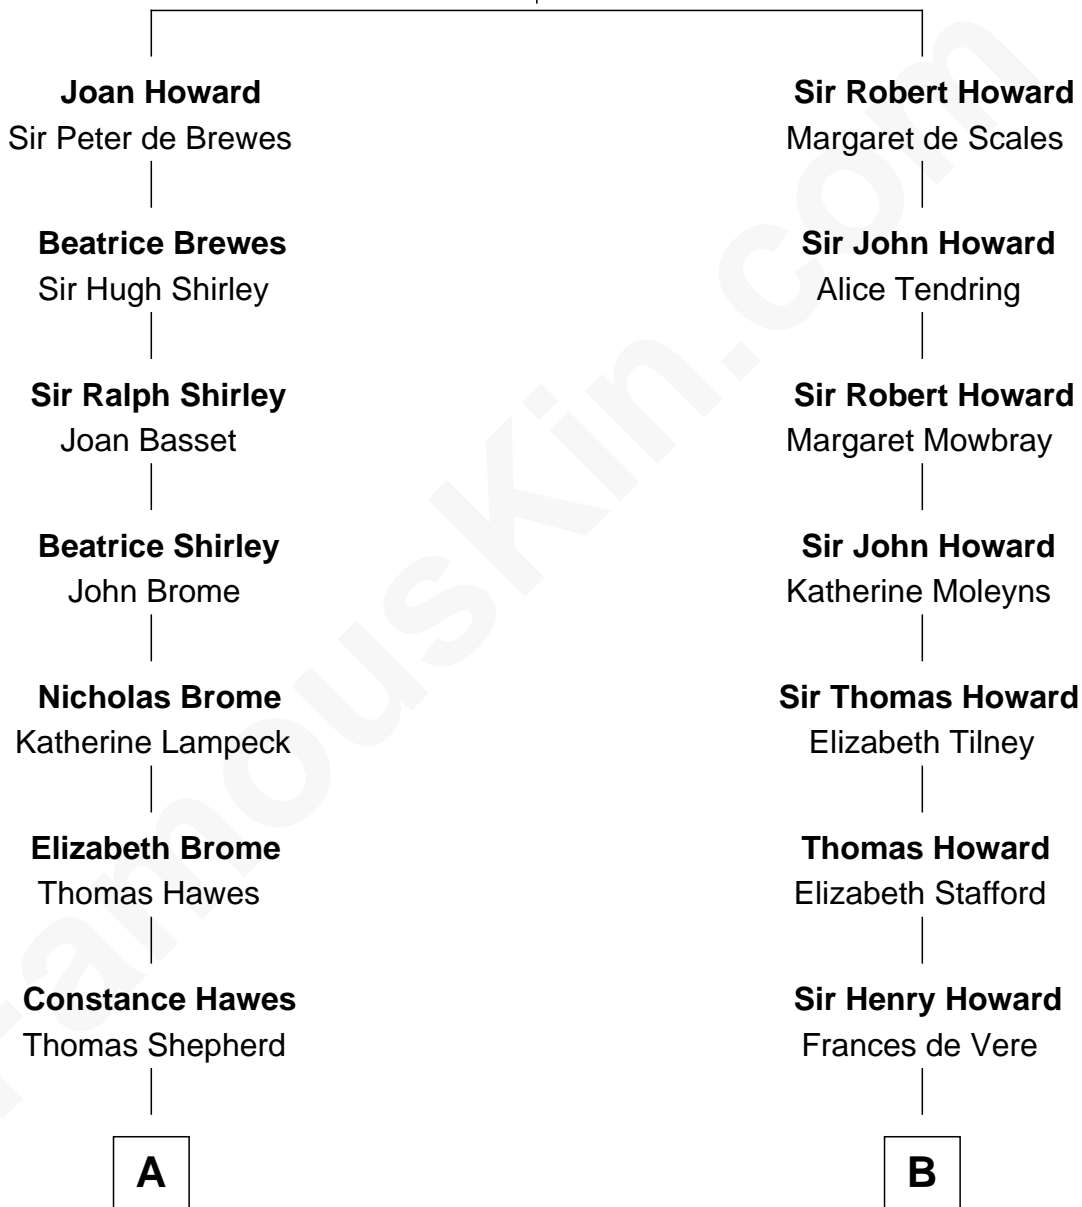 Joan Howard
Sir Peter de Brewes
Beatrice Brewes
Sir Hugh Shirley
Sir Ralph Shirley
Joan Basset
Beatrice Shirley
John Brome
Nicholas Brome
Katherine Lampeck
Elizabeth Brome
Thomas Hawes
Constance Hawes
Thomas Shepherd
A
Sir Robert Howard
Margaret de Scales
Sir John Howard
Alice Tendring
Sir Robert Howard
Margaret Mowbray
Sir John Howard
Katherine Moleyns
Sir Thomas Howard
Elizabeth Tilney
Thomas Howard
Elizabeth Stafford
Sir Henry Howard
Frances de Vere
B
FamousKin.com